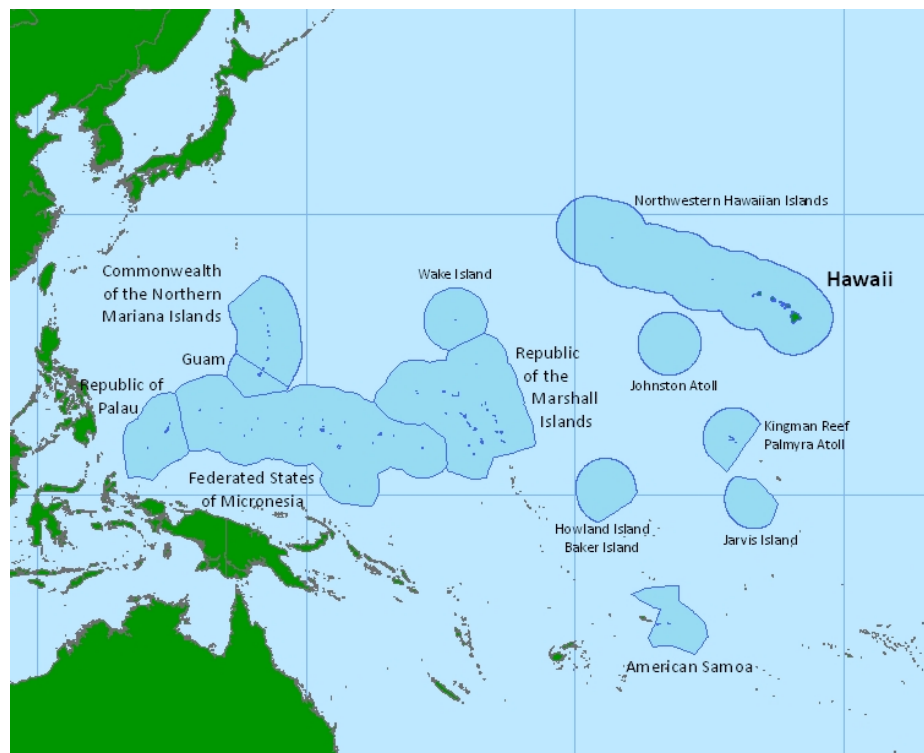 Northwestern Hawaiian Islands
Hawaii
Commonwealth
of the Northern
Mariana Islands
Wake Island
Guam
Republic
of the
Marshall
Islands
Johnston Atoll
Republic of
Palau
Kingman Reef
Palmyra Atoll
Federated States
of Micronesia
Howland Island
Baker Island
Jarvis Island
American Samoa